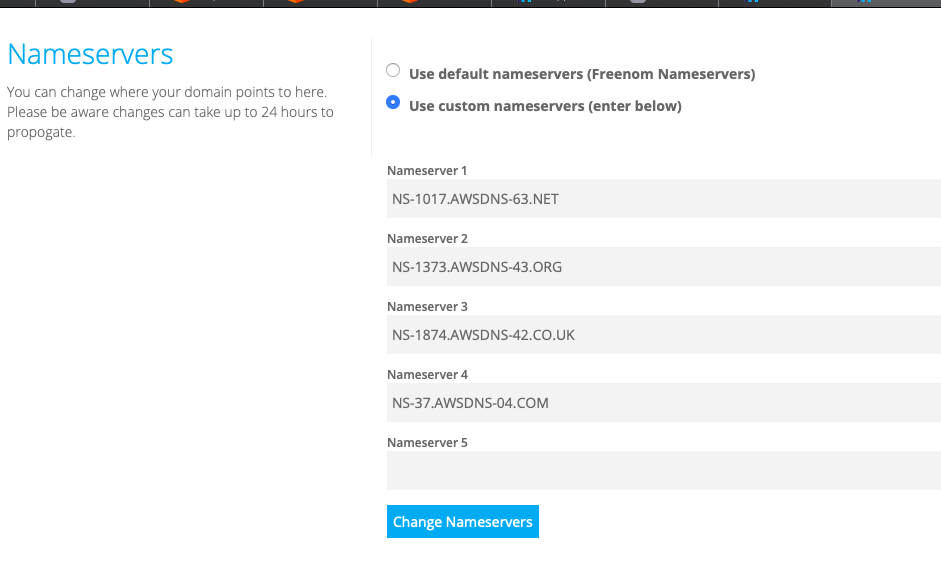 Nameservers
You can change where your domain points to here.
Please be aware changes can take up to 24 hours to
propogate.
Use default nameservers (Freenom Nameservers)
Use custom nameservers (enter below)
Nameserver 1
NS-1017.AWSDNS-63.NET
Nameserver 2
NS-1373.AWSDNS-43.ORG
Nameserver 3
NS-1874.AWSDNS-42.CO.UK
Nameserver 4
NS-37.AWSDNS-04.COM
Nameserver 5
Change Nameservers